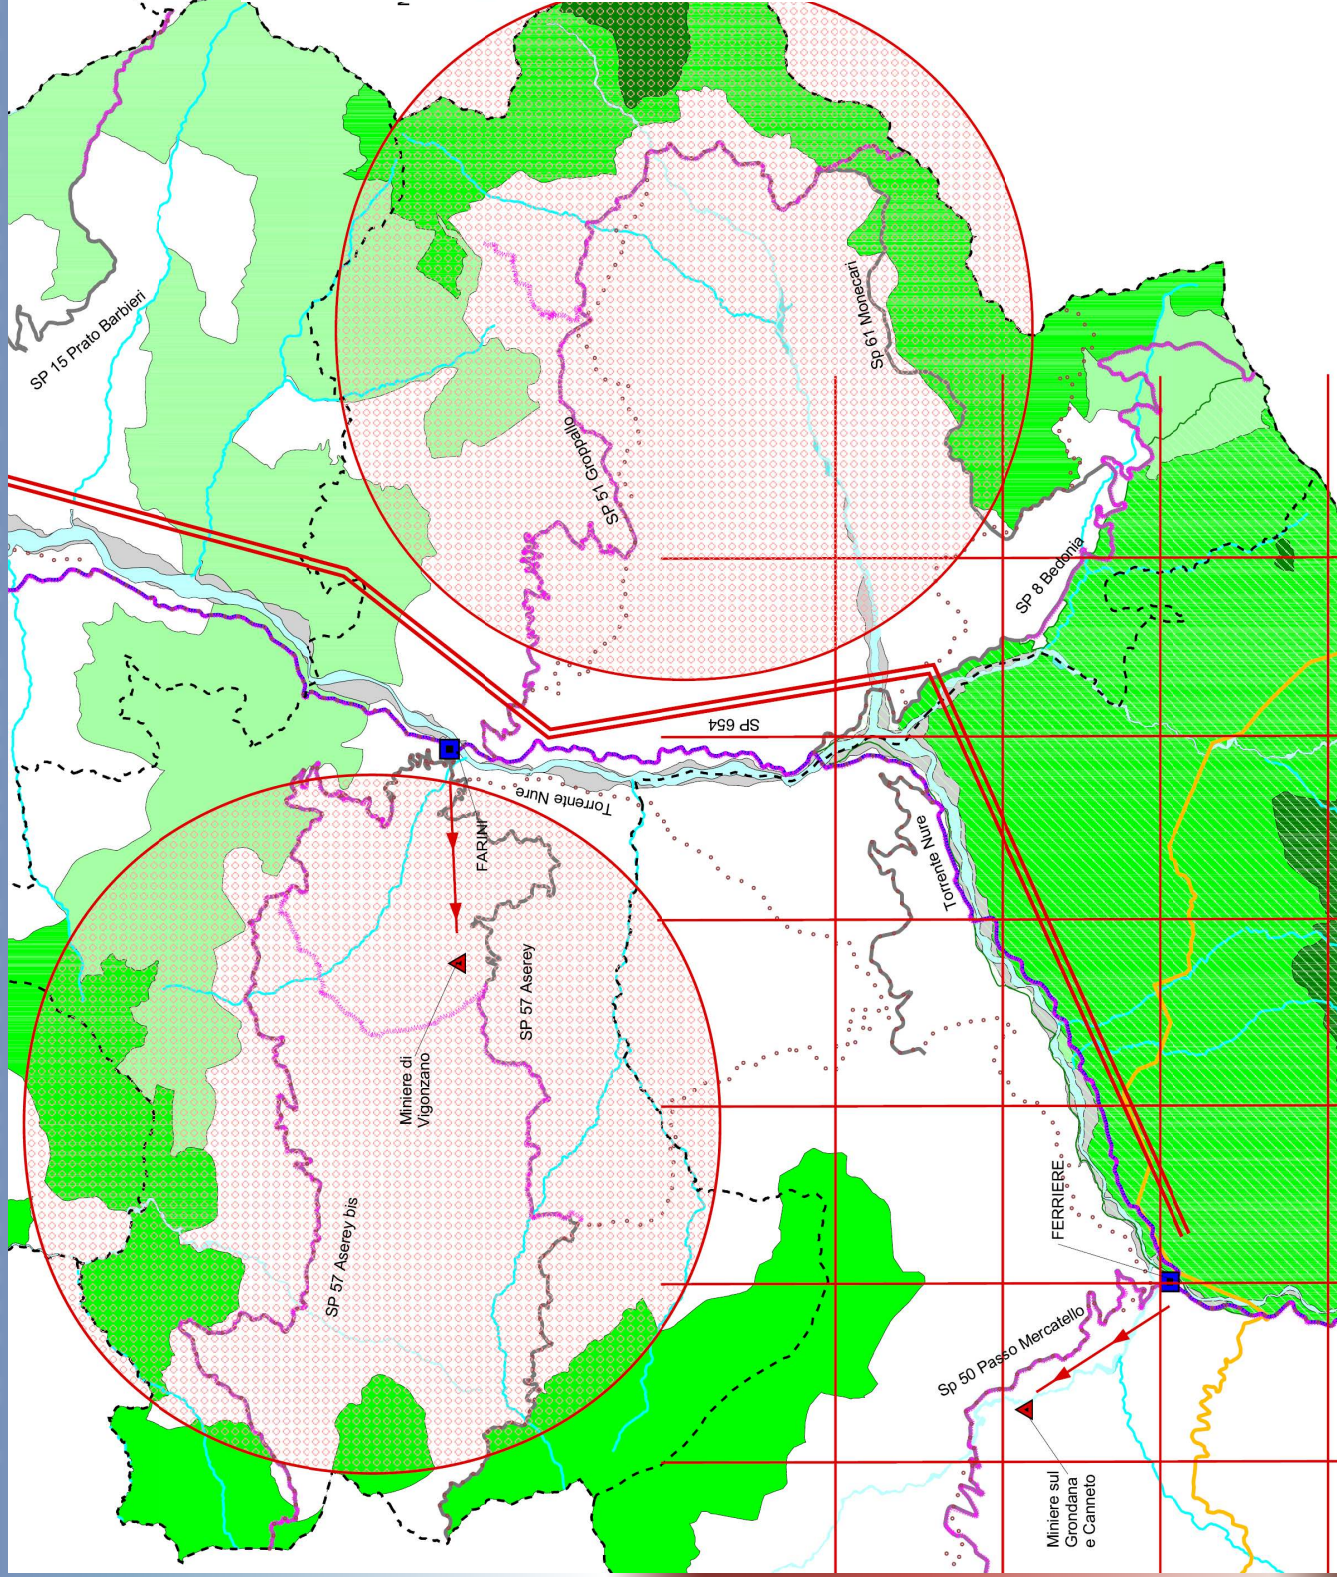 SP 15 Prato Barbieri
Sp 61 Monecari
SP 51 Groppallo
SP 8 Bedonia
SP 654
Torrente Nure
FARINI
Torrente Nure
SP 57 Aserey
Miniere di
Vigonzano
SP 57 Aserey bis
FERRIERE
Sp 50 Passo Mercatello
Miniere sul
Grondana
e Canneto